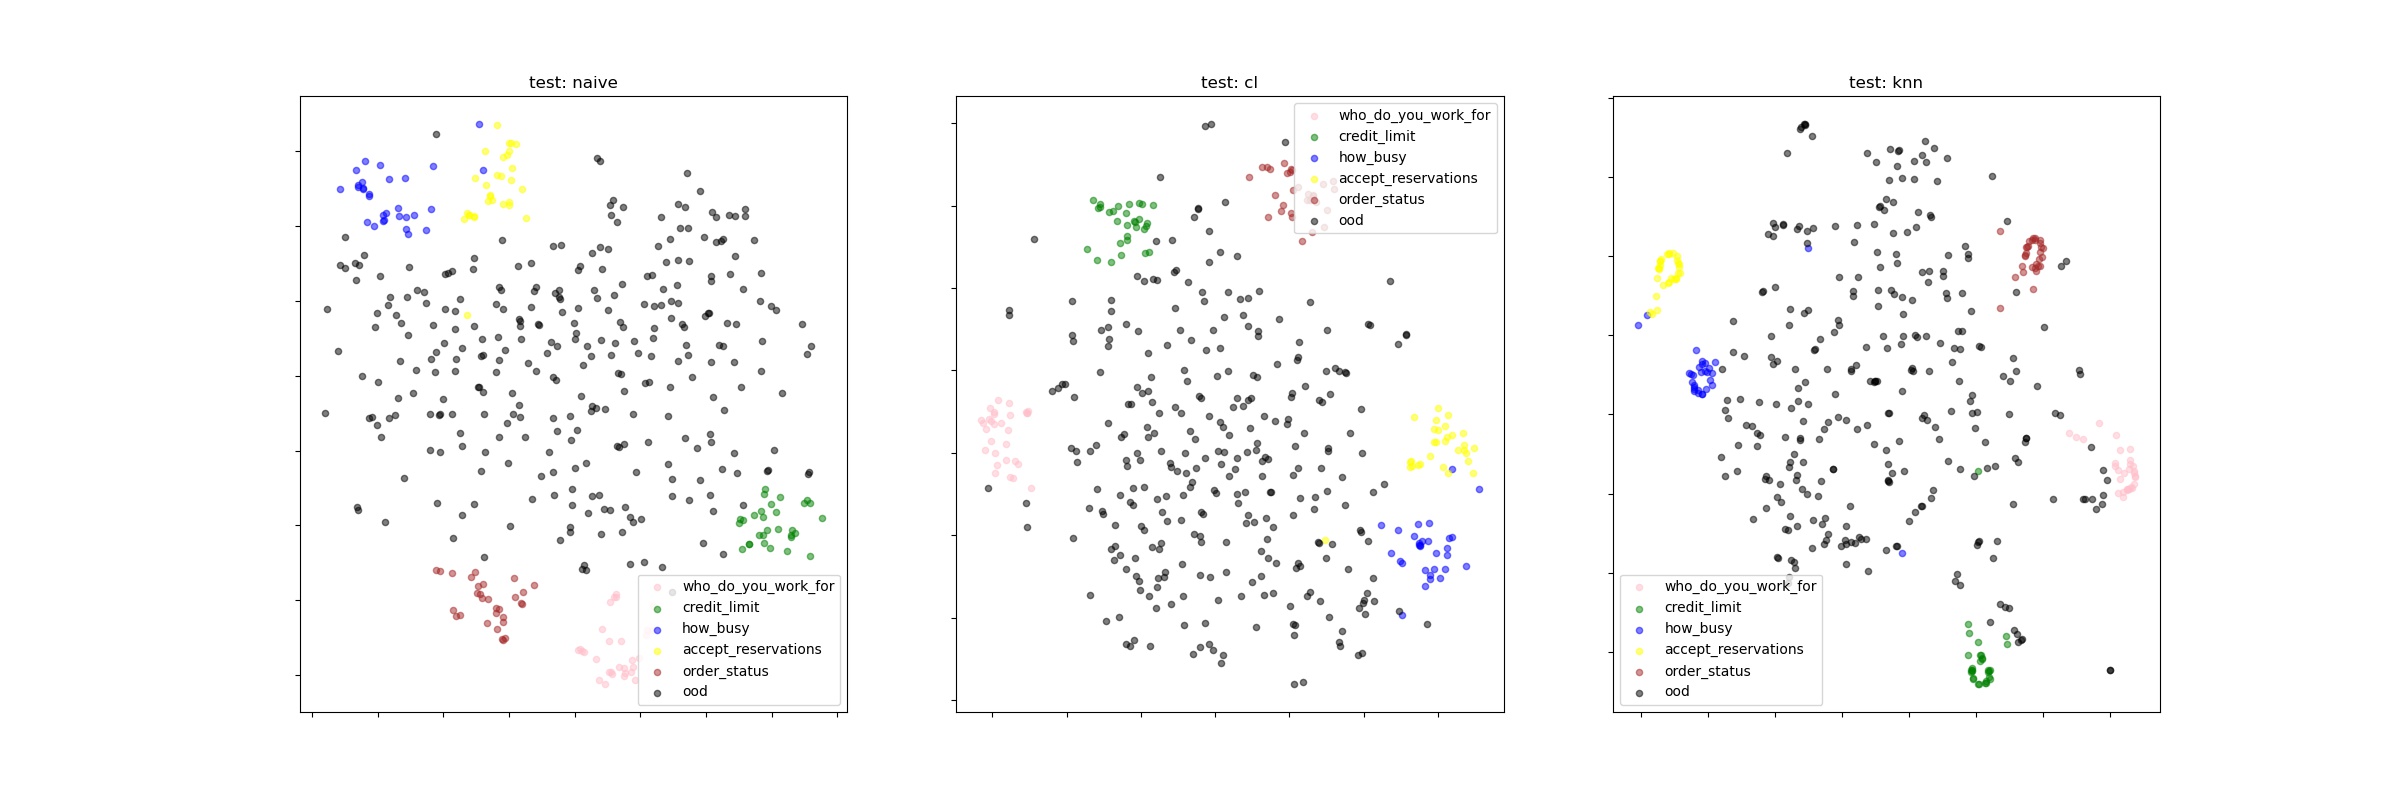 test: naive
who_do_you_work_for
credit_limit
how_busy
accept_reservations
order_status
ood
test: cl
who_do_you_work_for
credit_limit
how_busy
accept_reservations
order_status
ood
test: knn
who_do_you_work_for
credit_limit
how_busy
accept_reservations
order_status
ood